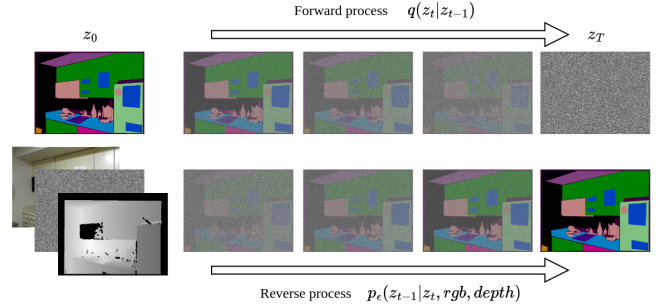 Forward process q(z_t|z_{t−1})
z_0
z_T
Reverse process p_ϵ(z_{t−1}|z_t, rgb, depth)